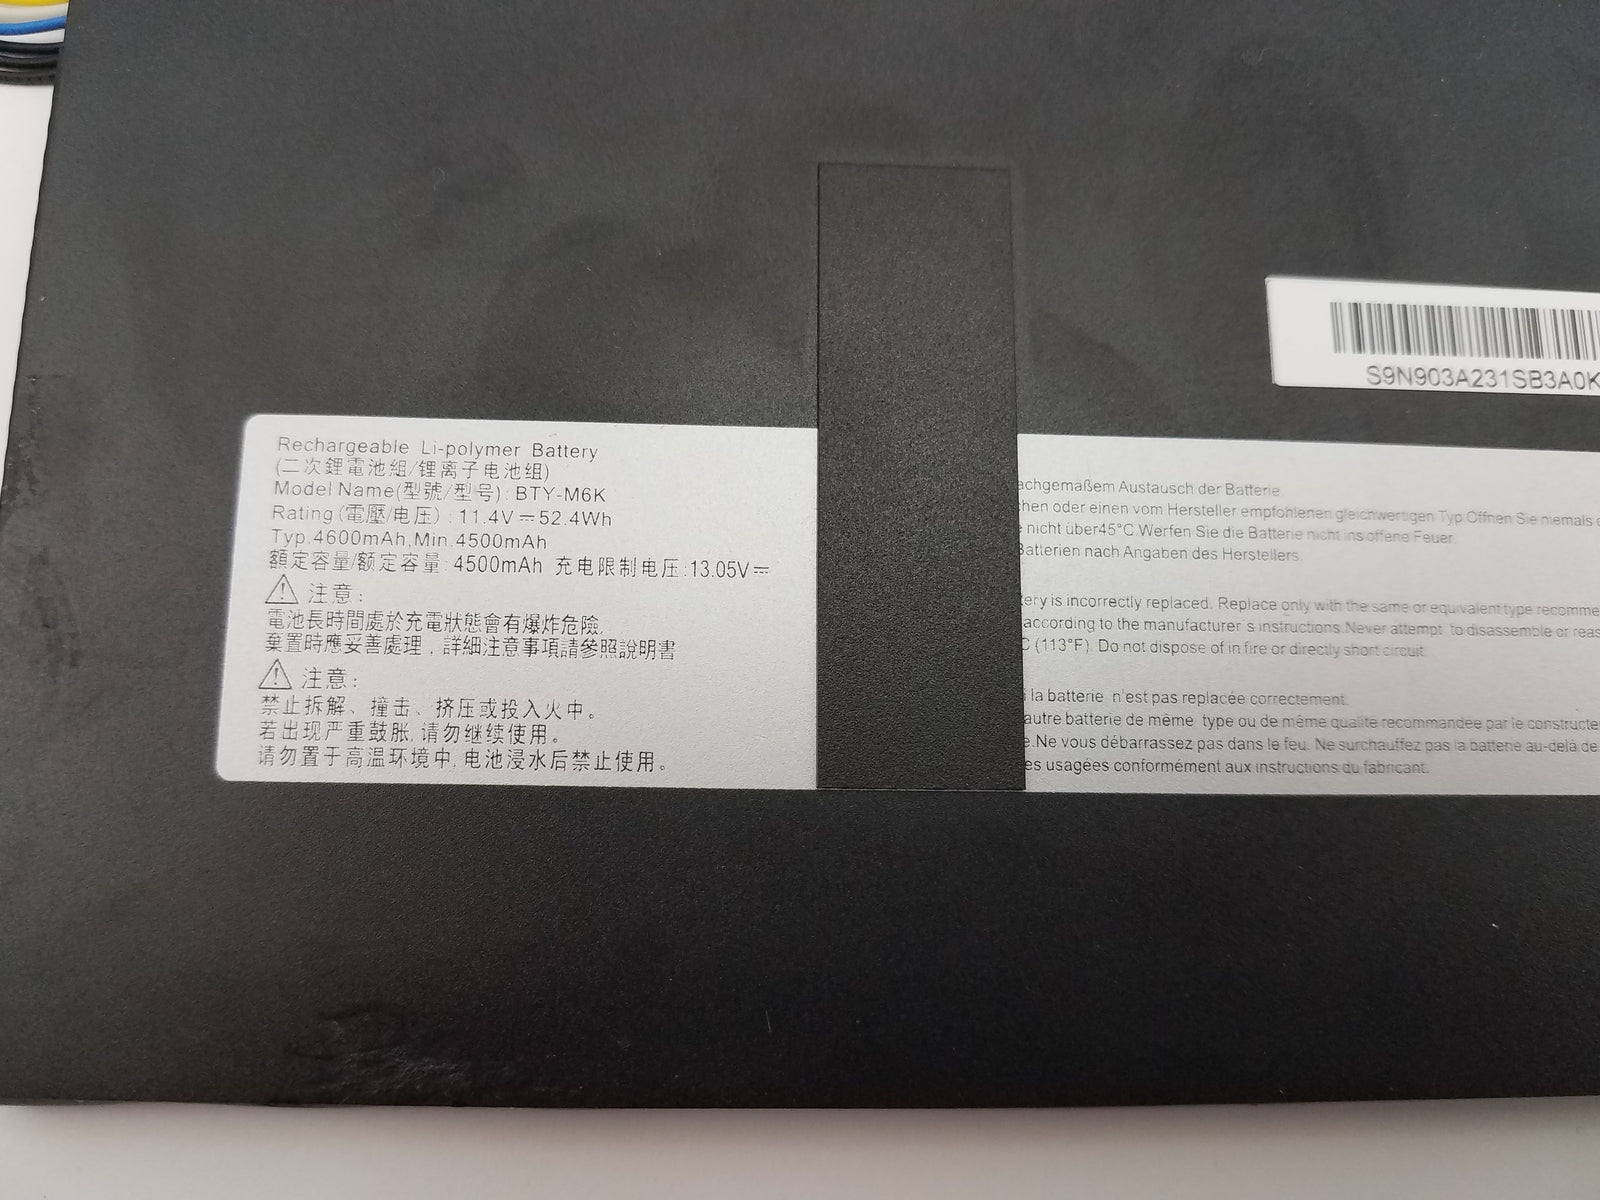 Rechargeable Li-polymer Battery
(二次鋰電池組/锂离子电池组)
Model Name(型號/型号): BTY-M6K
Rating(電壓/电压) : 11.4V⎓52.4Wh
Typ.4600mAh,Min.4500mAh
額定容量/额定容量: 4500mAh 充电限制电压:13.05V⎓
⚠ 注意:
電池長時間處於充電狀態會有爆炸危險.
棄置時應妥善處理 , 詳細注意事項請參照說明書
⚠ 注意:
禁止拆解、撞击、挤压或投入火中。
若出现严重鼓胀,请勿继续使用。
请勿置于高温环境中,电池浸水后禁止使用。
S9N903A231SB3A0K
achgemäßem Austausch der Batterie.
hen oder einen vom Hersteller empfohlenen gleichwertigen Typ.Öffnen Sie niemals
nicht über45°C.Werfen Sie die Batterie nicht ins offene Feuer.
Batterien nach Angaben des Herstellers.
tery is incorrectly replaced. Replace only with the same or equivalent type recomme
according to the manufacturer s instructions.Never attempt to disassemble or reas
C (113°F). Do not dispose of in fire or directly short circuit.
la batterie n'est pas replacée correctement.
autre batterie de même type ou de même qualité recommandée par le constructe
e.Ne vous débarrassez pas dans le feu. Ne surchauffez pas la batterie au-delà de
es usagées conformément aux instructions du fabricant.